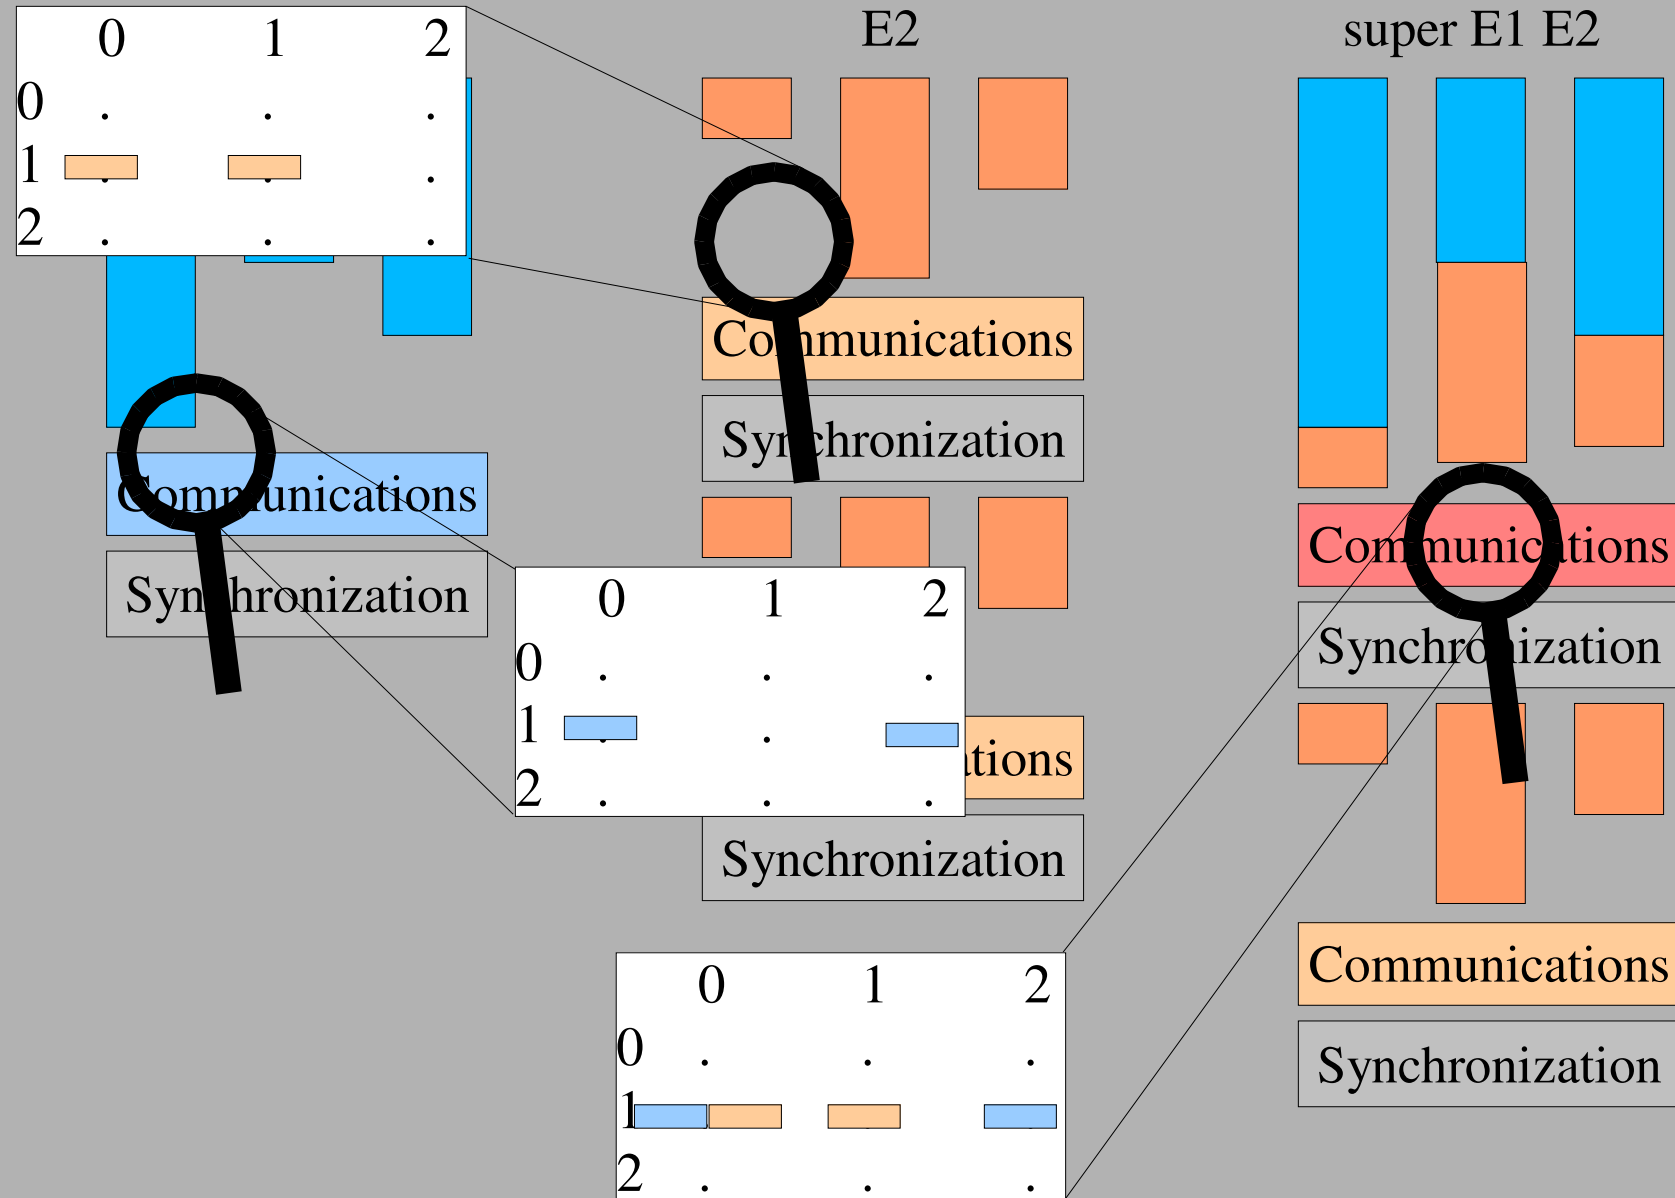 E2
super E1 E2
0 1 2
0 . . .
1 . .
2 . . .
Communications
Synchronization
Communications
Synchronization
0 1 2
0 . . .
1 . .
2 . . .
ations
Synchronization
Communications
Synchronization
Communications
Synchronization
0 1 2
0 . . .
1
2 . . .